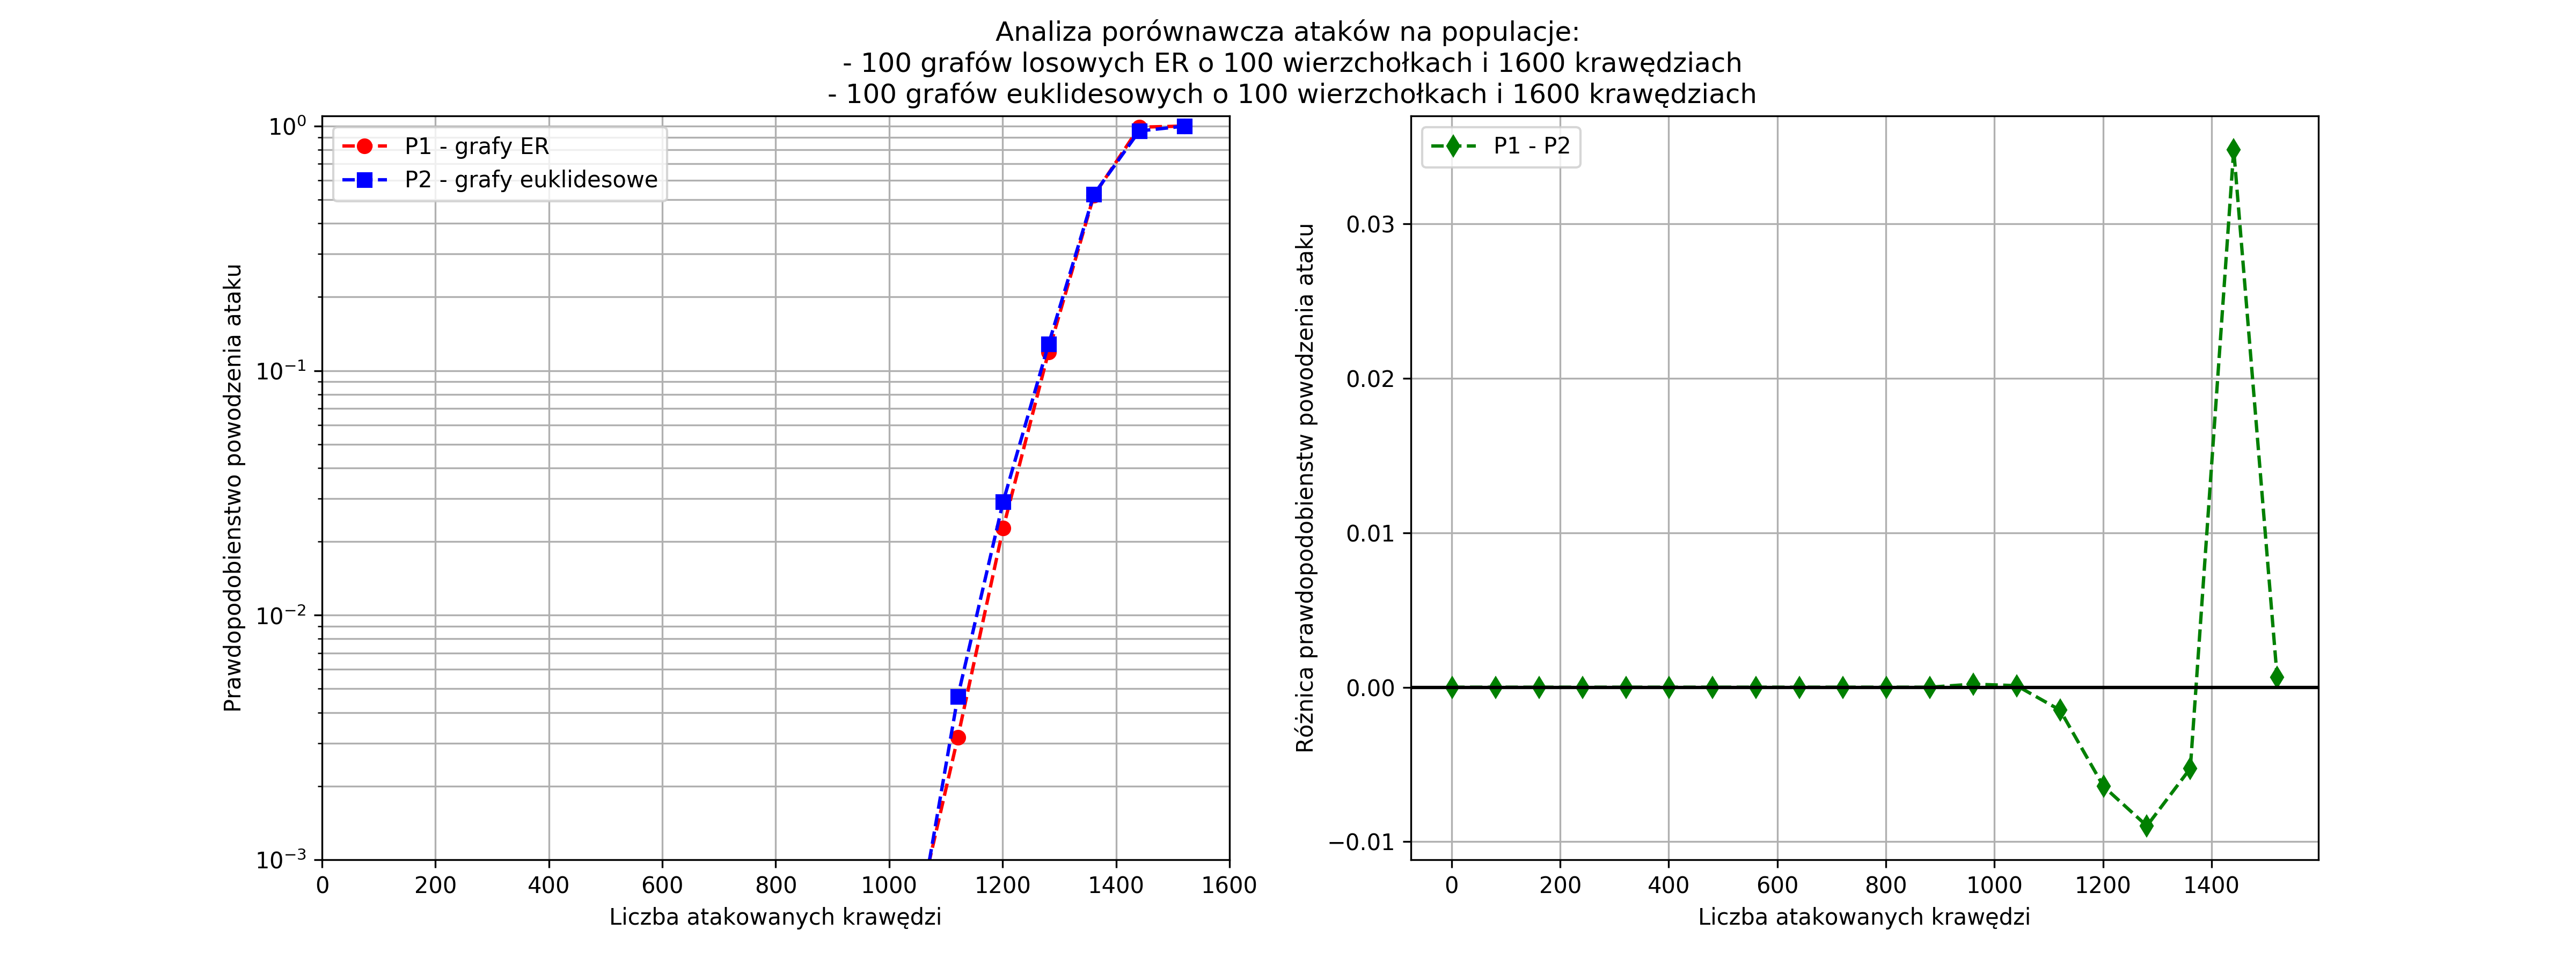 Analiza porównawcza ataków na populacje:
- 100 grafów losowych ER o 100 wierzchołkach i 1600 krawędziach
- 100 grafów euklidesowych o 100 wierzchołkach i 1600 krawędziach
P1 - grafy ER
P2 - grafy euklidesowe
Prawdopodobienstwo powodzenia ataku
10⁰
10⁻¹
10⁻²
10⁻³
0 200 400 600 800 1000 1200 1400 1600
Liczba atakowanych krawędzi
P1 - P2
Różnica prawdopodobienstw powodzenia ataku
0.03
0.02
0.01
0.00
−0.01
0 200 400 600 800 1000 1200 1400
Liczba atakowanych krawędzi